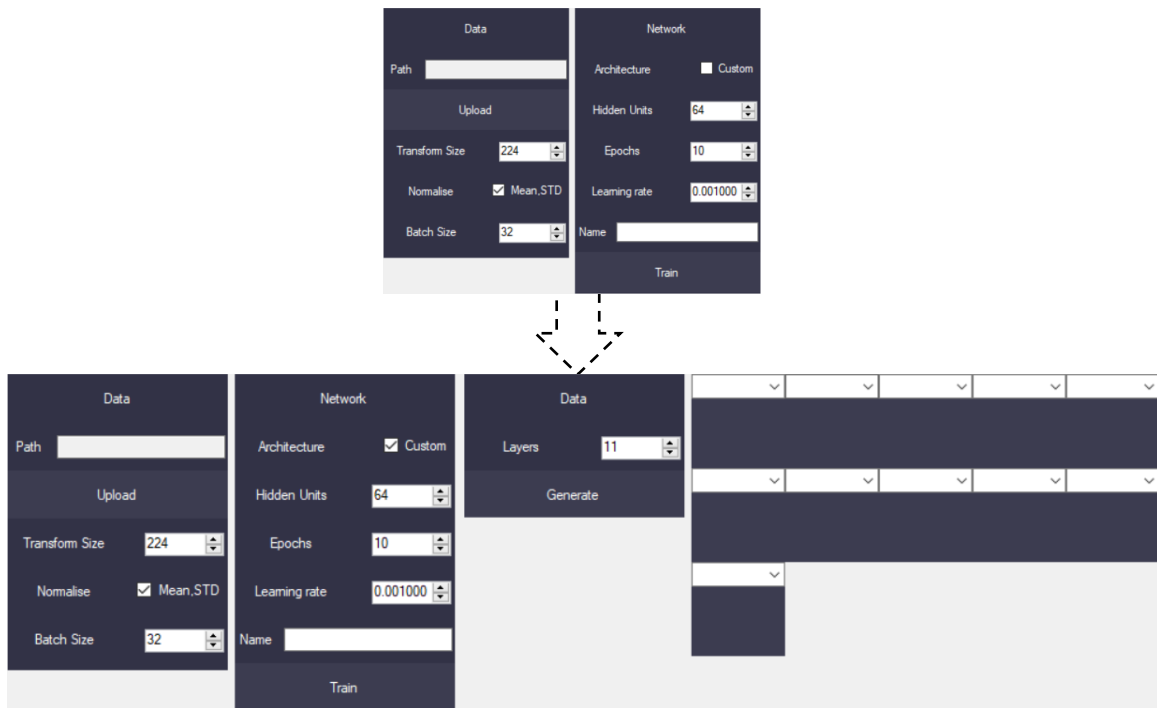 Data
Path
Upload
Transform Size 224
Normalise Mean,STD
Batch Size 32
Network
Architecture Custom
Hidden Units 64
Epochs 10
Learning rate 0.001000
Name
Train
Data
Path
Upload
Transform Size 224
Normalise Mean,STD
Batch Size 32
Network
Architecture Custom
Hidden Units 64
Epochs 10
Learning rate 0.001000
Name
Train
Data
Layers 11
Generate